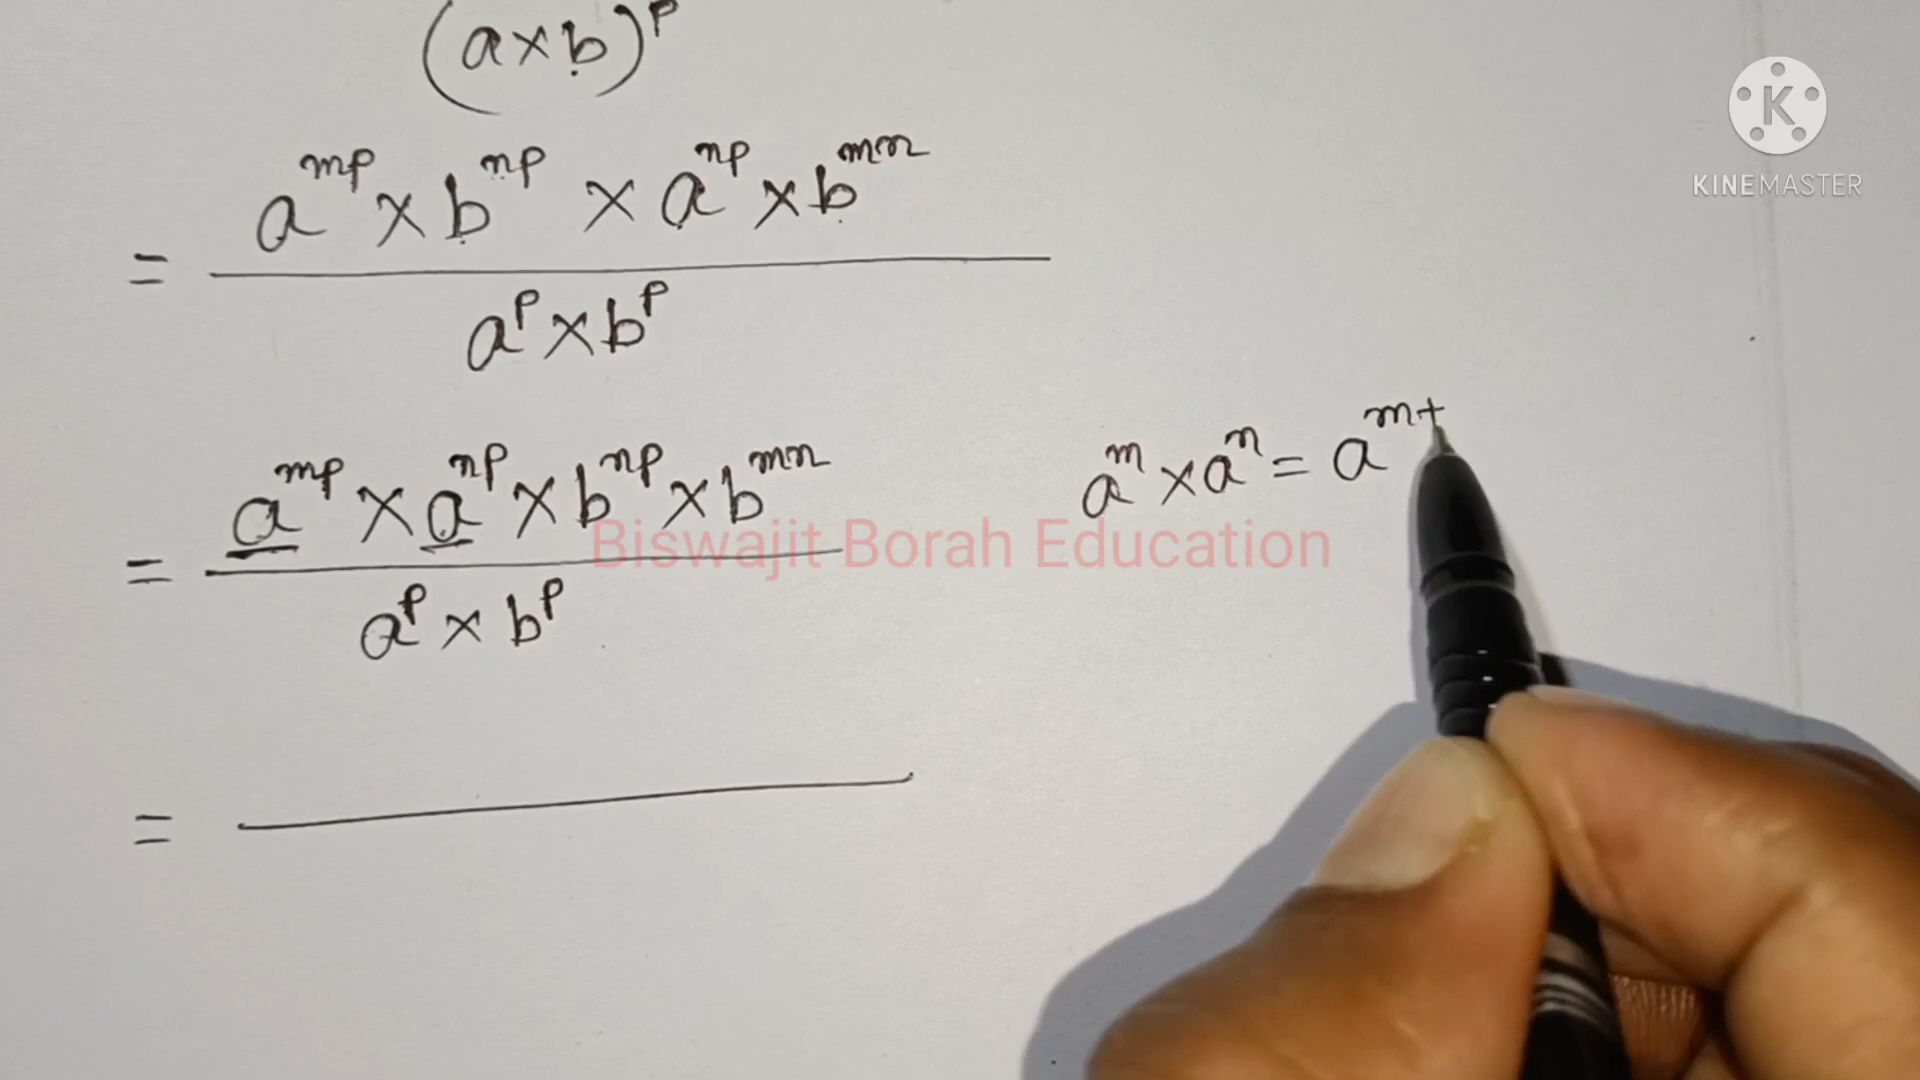 (a×b)^p
K
KINEMASTER
= a^mp × b^np × a^np × b^mn
a^p × b^p
= a^mp × a^np × b^np × b^mn
a^p × b^p
a^m × a^n = a^m+
Biswajit Borah Education
=